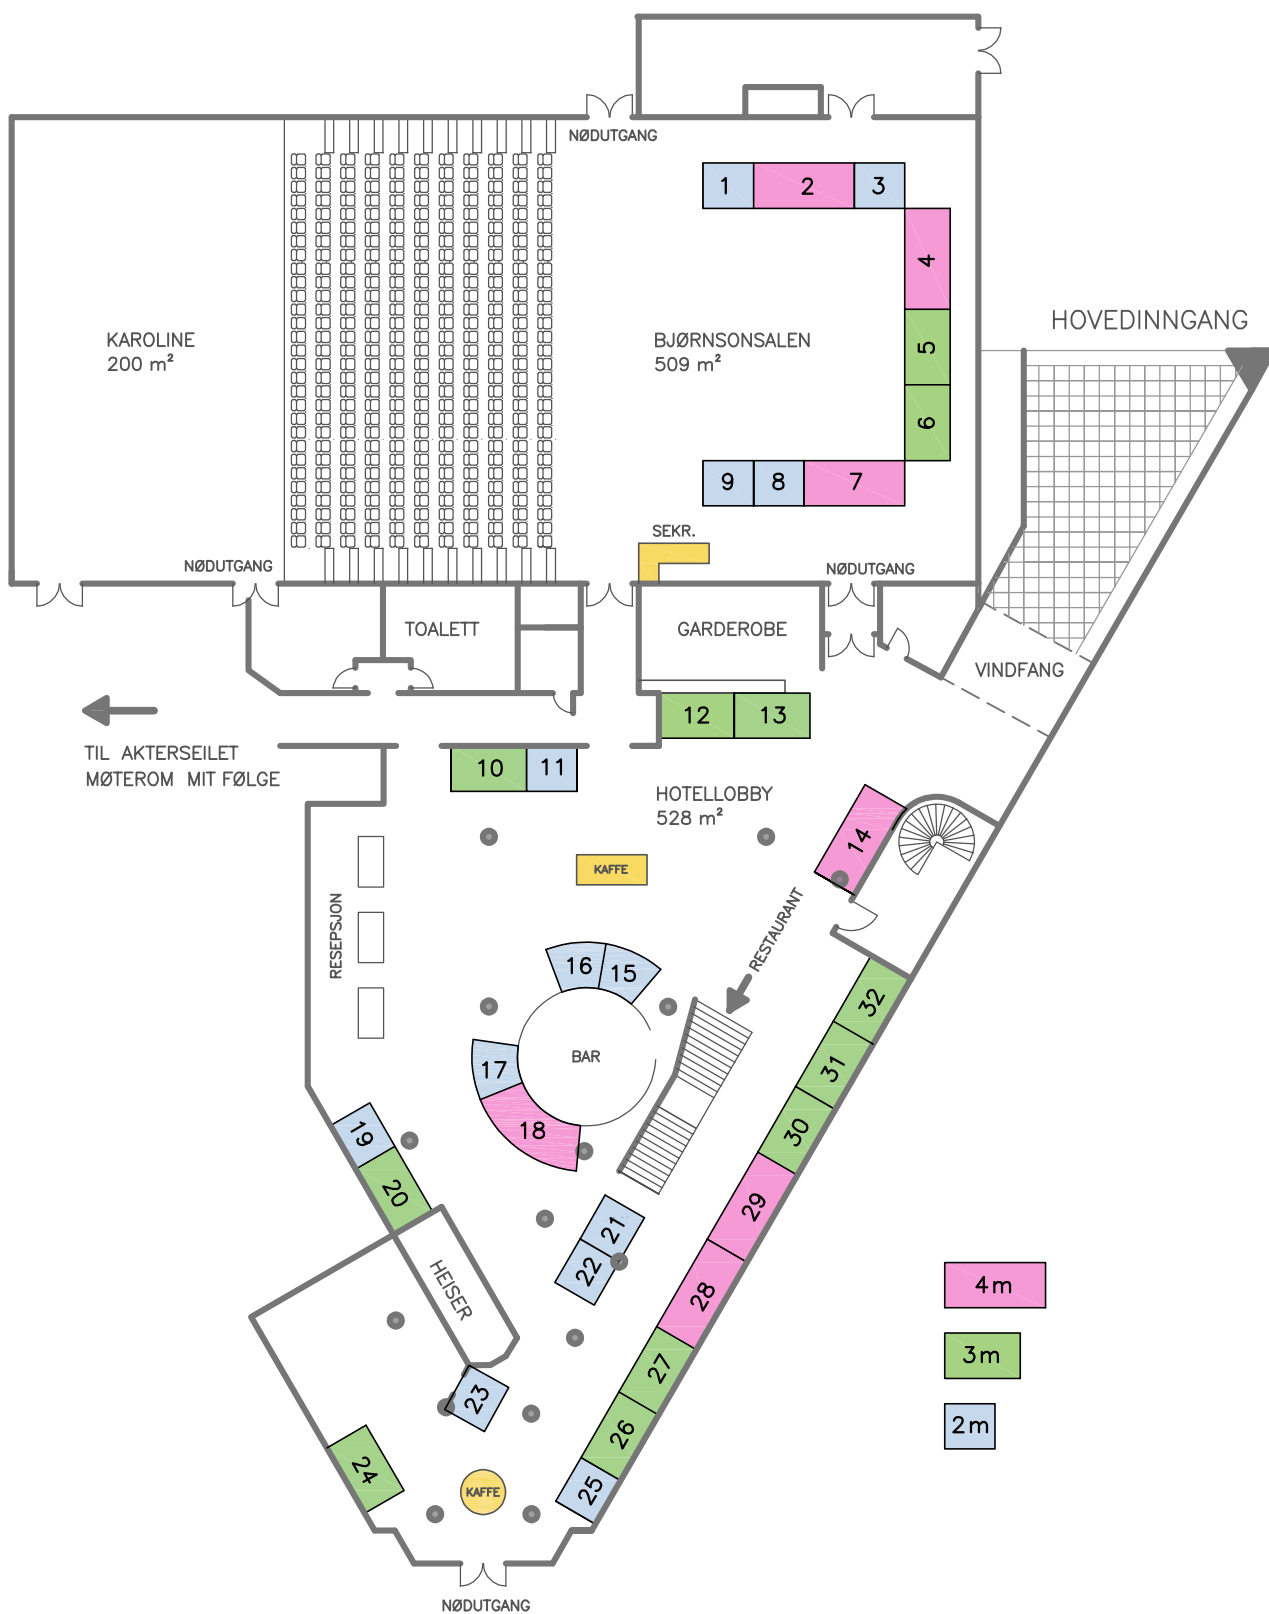 NØDUTGANG
1
2
3
4
5
6
7
8
9
KAROLINE
200 m²
BJØRNSONSALEN
509 m²
HOVEDINNGANG
SEKR.
NØDUTGANG
NØDUTGANG
TOALETT
GARDEROBE
VINDFANG
12
13
TIL AKTERSEILET
MØTEROM MIT FØLGE
10
11
HOTELLOBBY
528 m²
14
KAFFE
RESEPSJON
RESTAURANT
16
15
BAR
17
18
32
31
30
19
20
29
21
22
28
HEISER
27
23
26
24
25
KAFFE
NØDUTGANG
4m
3m
2m